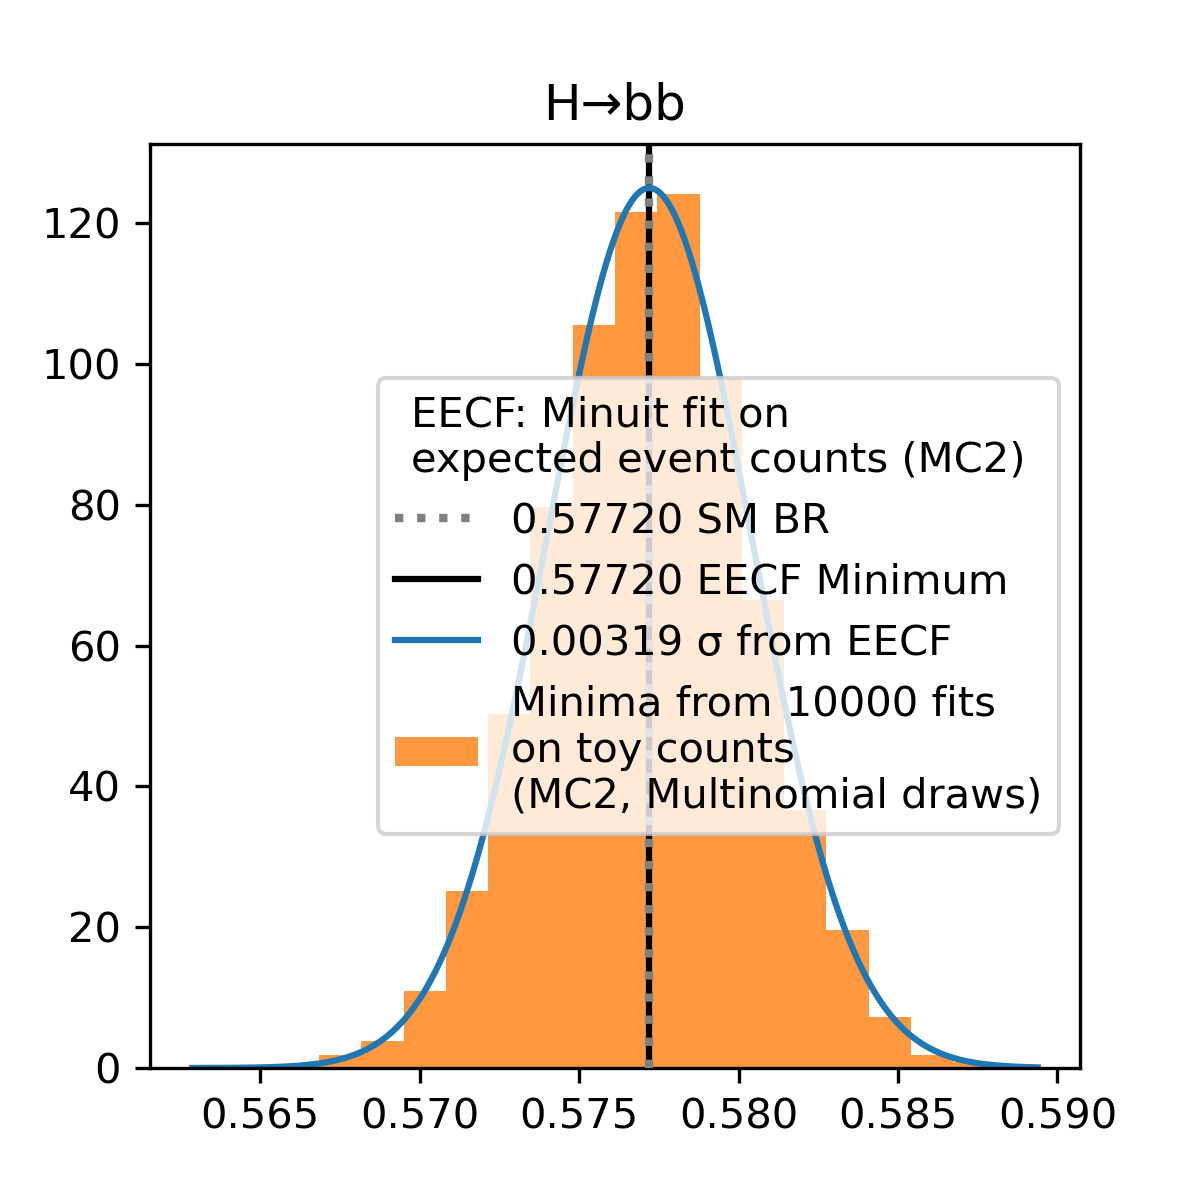 H→bb
120
100
80
60
40
20
0
EECF: Minuit fit on
expected event counts (MC2)
0.57720 SM BR
0.57720 EECF Minimum
0.00319 σ from EECF
Minima from 10000 fits
on toy counts
(MC2, Multinomial draws)
0.565 0.570 0.575 0.580 0.585 0.590